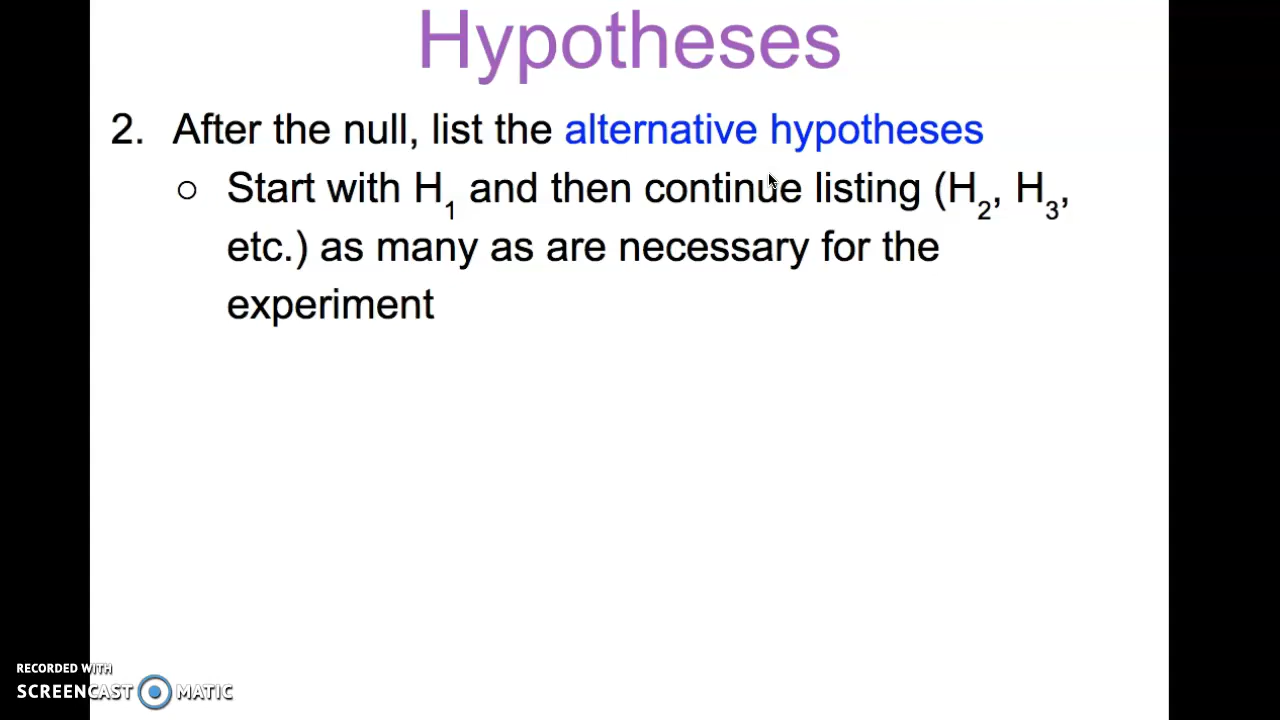 Hypotheses
2. After the null, list the alternative hypotheses
○ Start with H₁ and then continue listing (H₂, H₃,
etc.) as many as are necessary for the
experiment
RECORDED WITH
SCREENCAST MATIC